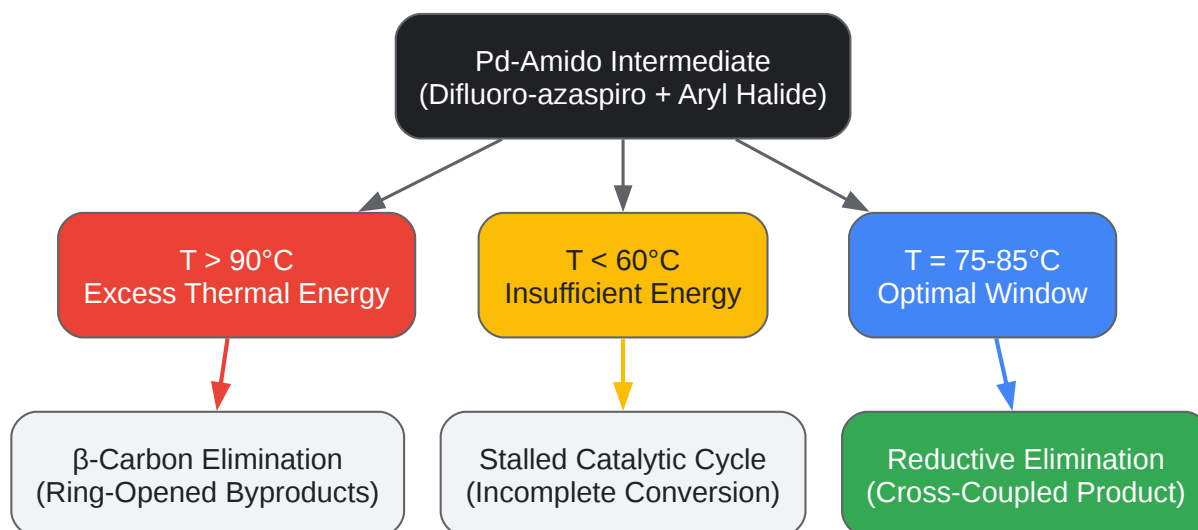 Pd-Amido Intermediate
(Difluoro-azaspiro + Aryl Halide)
T > 90°C
Excess Thermal Energy
T < 60°C
Insufficient Energy
T = 75-85°C
Optimal Window
β-Carbon Elimination
(Ring-Opened Byproducts)
Stalled Catalytic Cycle
(Incomplete Conversion)
Reductive Elimination
(Cross-Coupled Product)